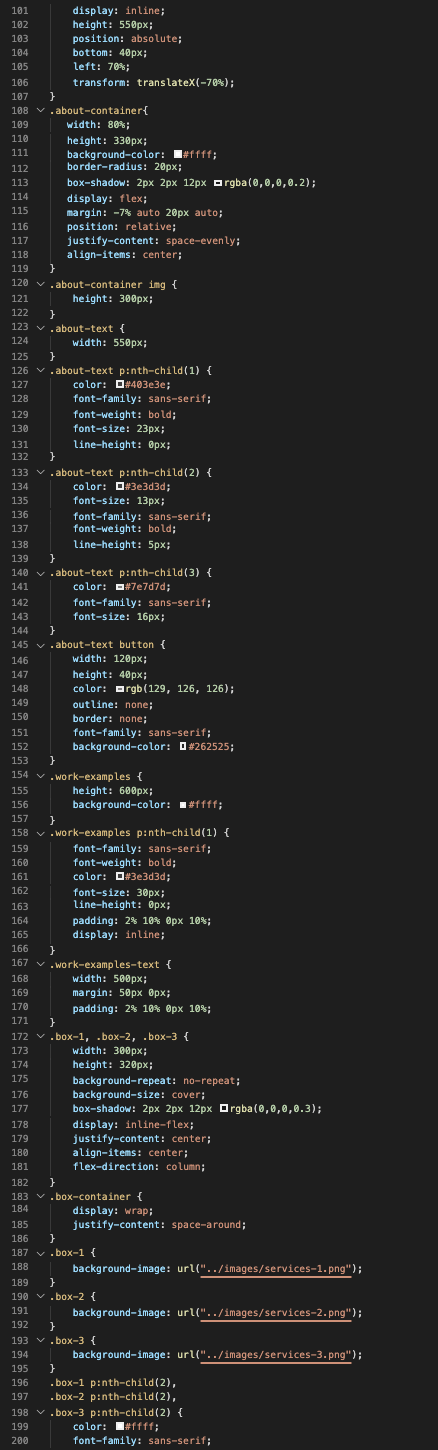 101 display: inline;
102 height: 550px;
103 position: absolute;
104 bottom: 40px;
105 left: 70%;
106 transform: translateX(-70%);
107 }
108 .about-container{
109 width: 80%;
110 height: 330px;
111 background-color: #ffff;
112 border-radius: 20px;
113 box-shadow: 2px 2px 12px rgba(0,0,0,0.2);
114 display: flex;
115 margin: -7% auto 20px auto;
116 position: relative;
117 justify-content: space-evenly;
118 align-items: center;
119 }
120 .about-container img {
121 height: 300px;
122 }
123 .about-text {
124 width: 550px;
125 }
126 .about-text p:nth-child(1) {
127 color: #403e3e;
128 font-family: sans-serif;
129 font-weight: bold;
130 font-size: 23px;
131 line-height: 0px;
132 }
133 .about-text p:nth-child(2) {
134 color: #3e3d3d;
135 font-size: 13px;
136 font-family: sans-serif;
137 font-weight: bold;
138 line-height: 5px;
139 }
140 .about-text p:nth-child(3) {
141 color: #7e7d7d;
142 font-family: sans-serif;
143 font-size: 16px;
144 }
145 .about-text button {
146 width: 120px;
147 height: 40px;
148 color: rgb(129, 126, 126);
149 outline: none;
150 border: none;
151 font-family: sans-serif;
152 background-color: #262525;
153 }
154 .work-examples {
155 height: 600px;
156 background-color: #ffff;
157 }
158 .work-examples p:nth-child(1) {
159 font-family: sans-serif;
160 font-weight: bold;
161 color: #3e3d3d;
162 font-size: 30px;
163 line-height: 0px;
164 padding: 2% 10% 0px 10%;
165 display: inline;
166 }
167 .work-examples-text {
168 width: 500px;
169 margin: 50px 0px;
170 padding: 2% 10% 0px 10%;
171 }
172 .box-1, .box-2, .box-3 {
173 width: 300px;
174 height: 320px;
175 background-repeat: no-repeat;
176 background-size: cover;
177 box-shadow: 2px 2px 12px rgba(0,0,0,0.3);
178 display: inline-flex;
179 justify-content: center;
180 align-items: center;
181 flex-direction: column;
182 }
183 .box-container {
184 display: wrap;
185 justify-content: space-around;
186 }
187 .box-1 {
188 background-image: url("../images/services-1.png");
189 }
190 .box-2 {
191 background-image: url("../images/services-2.png");
192 }
193 .box-3 {
194 background-image: url("../images/services-3.png");
195 }
196 .box-1 p:nth-child(2),
197 .box-2 p:nth-child(2),
198 .box-3 p:nth-child(2) {
199 color: #ffff;
200 font-family: sans-serif;